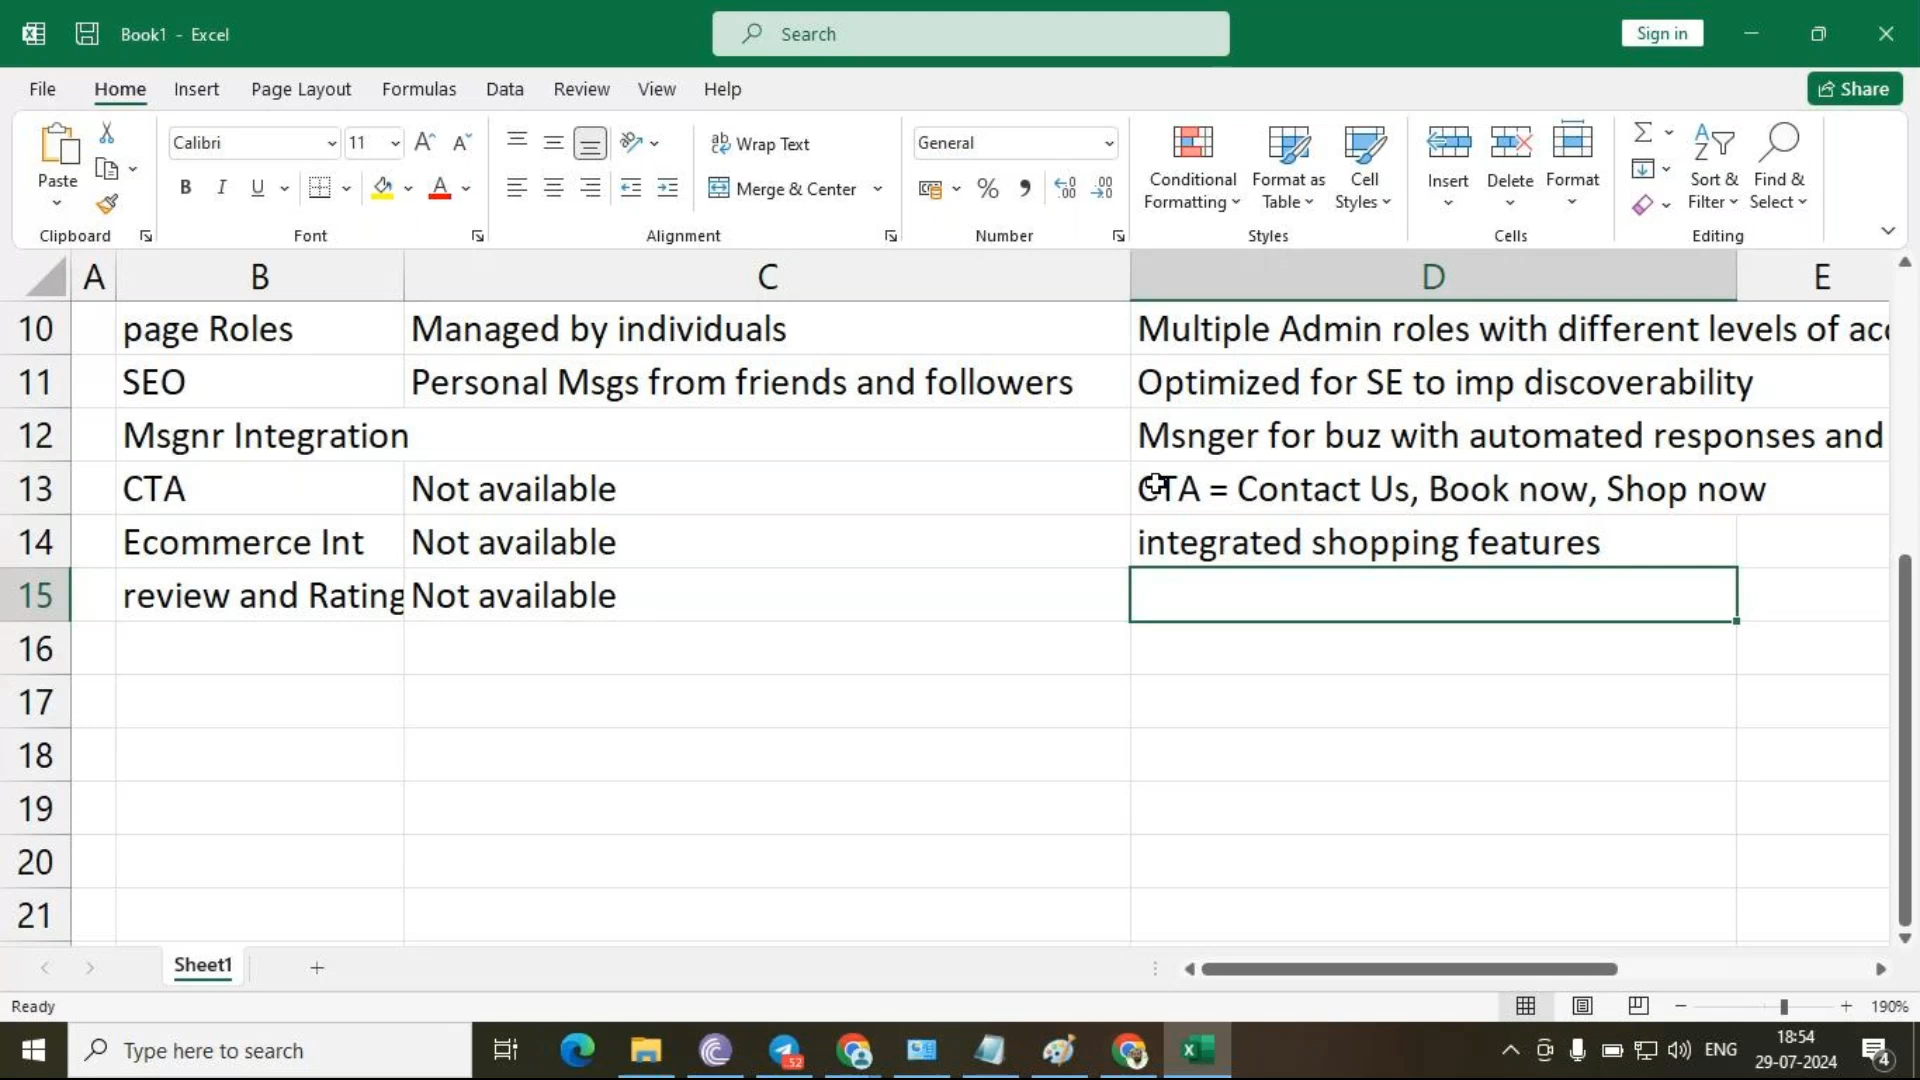 Book1 - Excel
Search
Sign in
File Home Insert Page Layout Formulas Data Review View Help
Share
Paste
Calibri
11
B I U
A
Wrap Text
Merge & Center
General
%
Conditional Formatting
Format as Table
Cell Styles
Insert
Delete
Format
Sort & Filter
Find & Select
Clipboard
Font
Alignment
Number
Styles
Cells
Editing
A B C D E
10 page Roles Managed by individuals Multiple Admin roles with different levels of acc
11 SEO Personal Msgs from friends and followers Optimized for SE to imp discoverability
12 Msgnr Integration Msnger for buz with automated responses and
13 CTA Not available CTA = Contact Us, Book now, Shop now
14 Ecommerce Int Not available integrated shopping features
15 review and Rating Not available
16
17
18
19
20
21
Sheet1
Ready
190%
Type here to search
52
ENG
18:54
29-07-2024
4